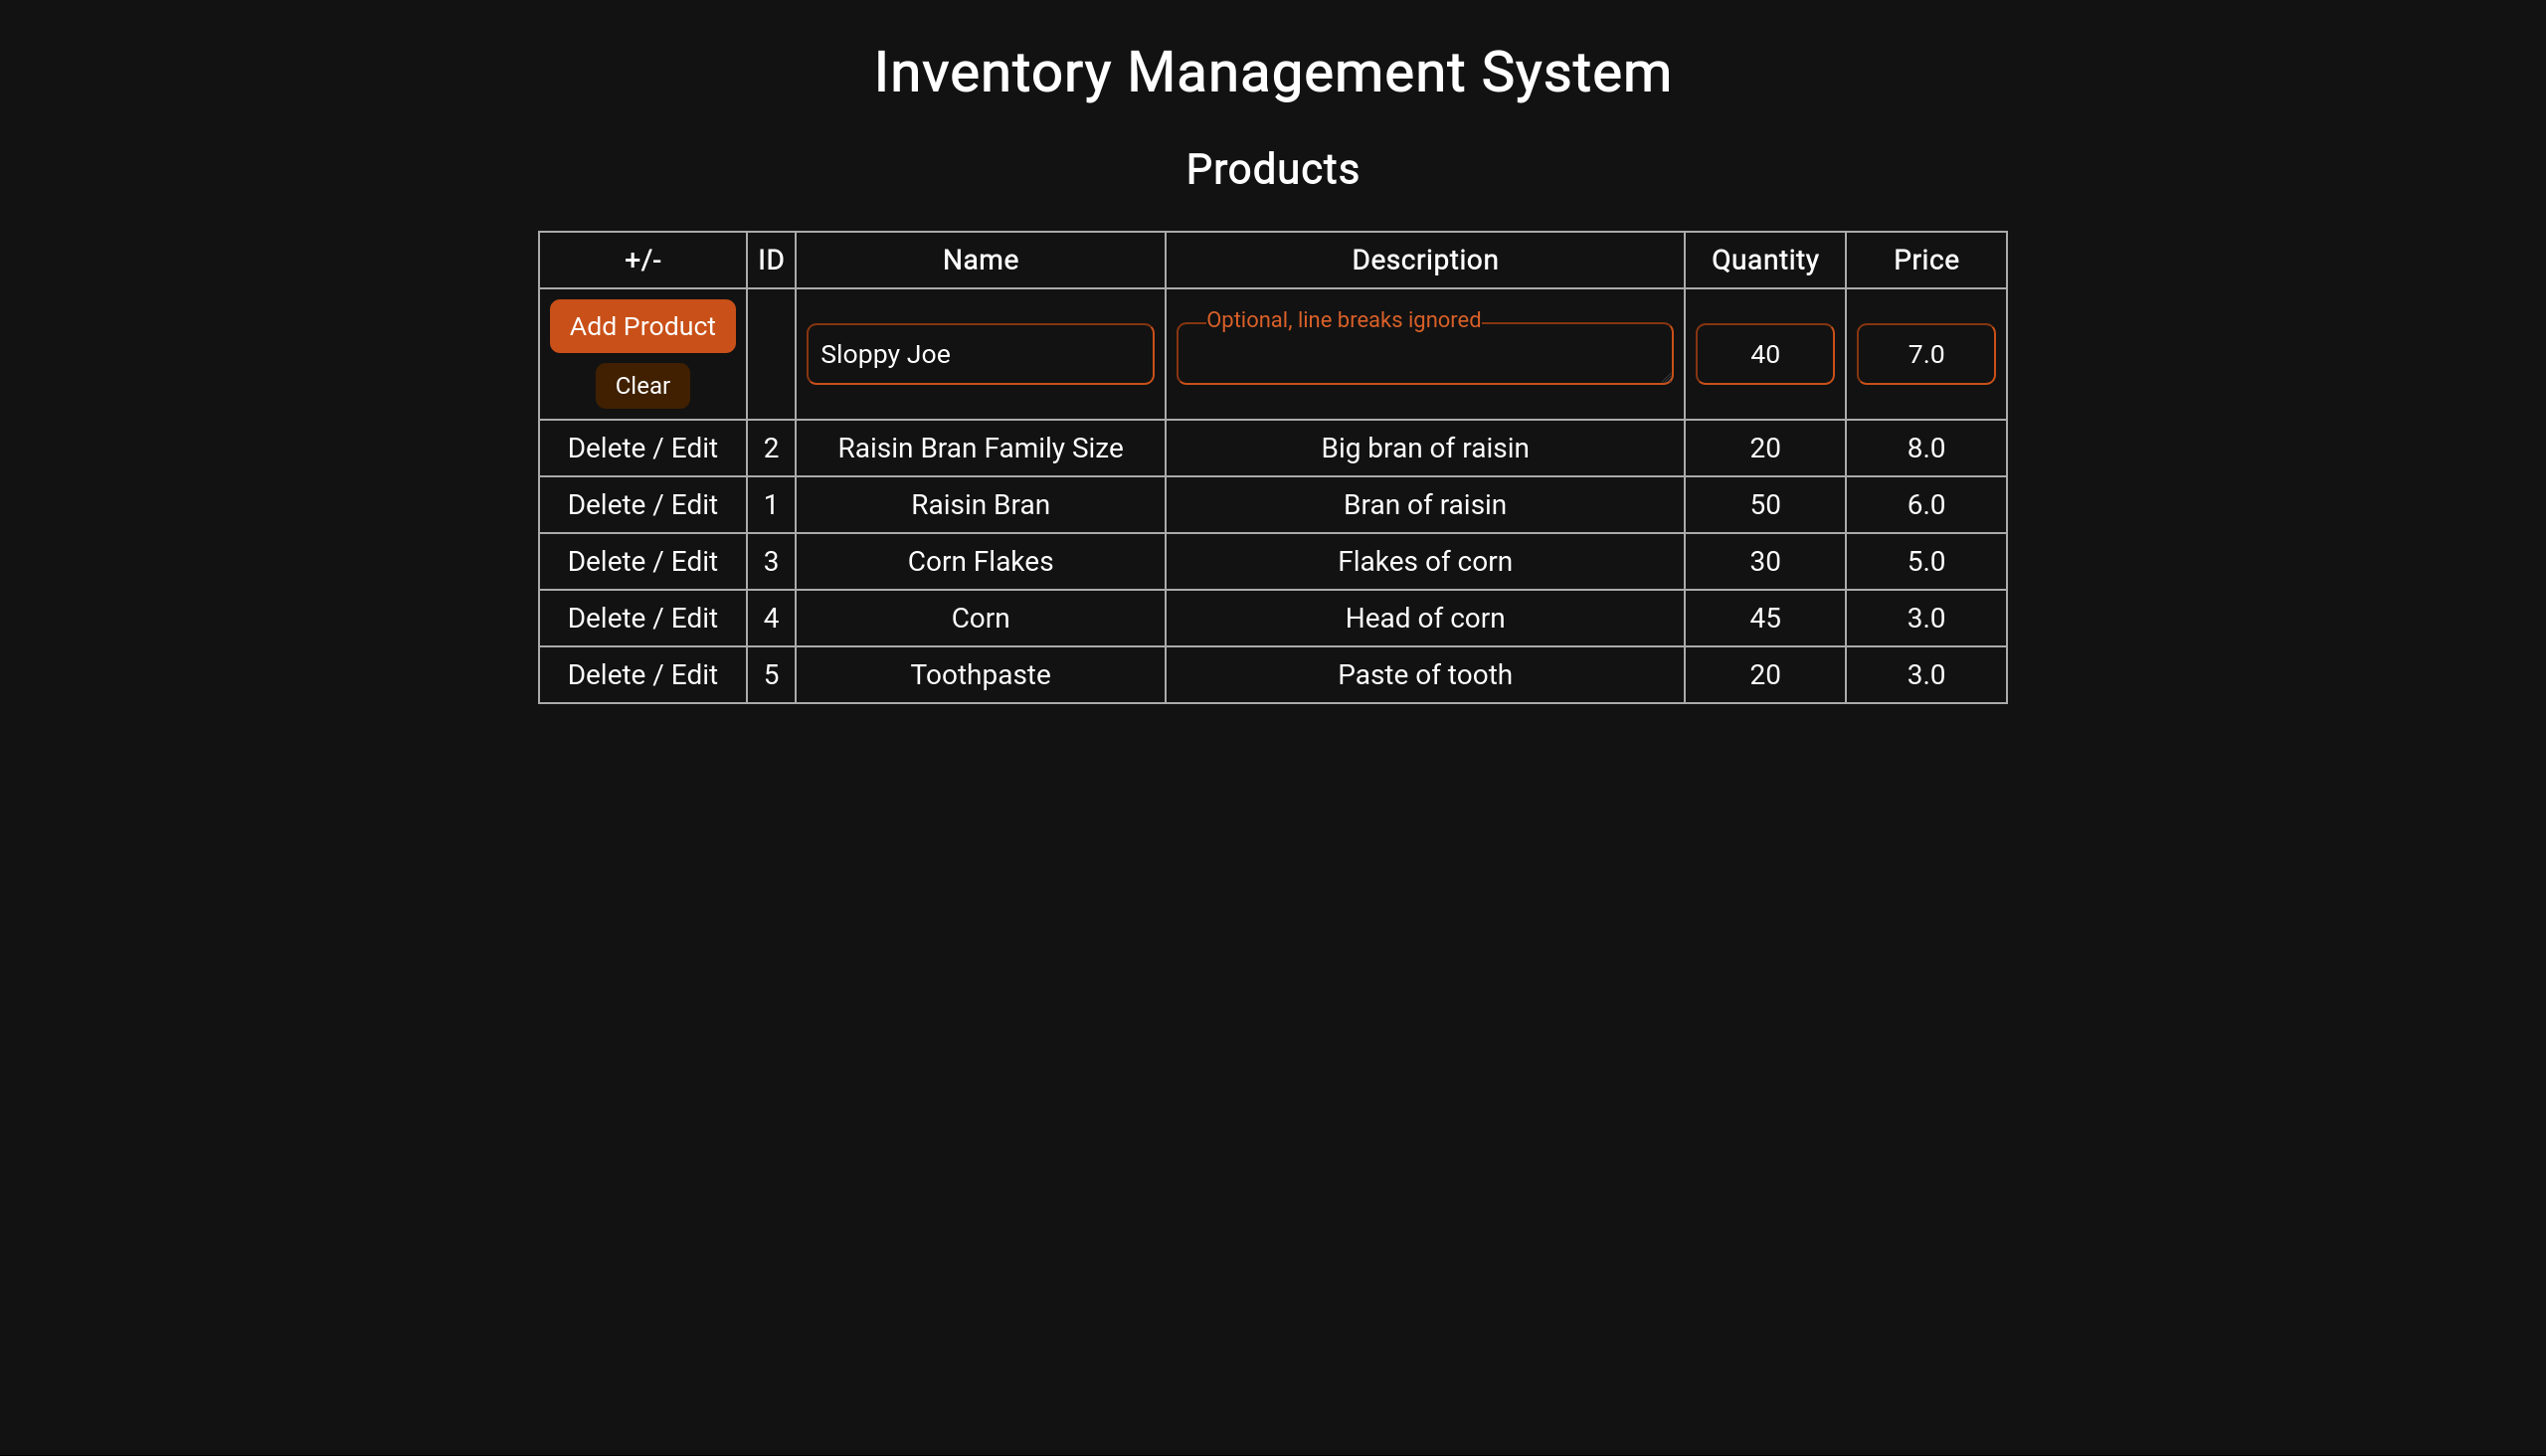 Inventory Management System
Products
+/- ID Name Description Quantity Price
Add Product
Clear
Sloppy Joe
Optional, line breaks ignored
40
7.0
Delete / Edit 2 Raisin Bran Family Size Big bran of raisin 20 8.0
Delete / Edit 1 Raisin Bran Bran of raisin 50 6.0
Delete / Edit 3 Corn Flakes Flakes of corn 30 5.0
Delete / Edit 4 Corn Head of corn 45 3.0
Delete / Edit 5 Toothpaste Paste of tooth 20 3.0